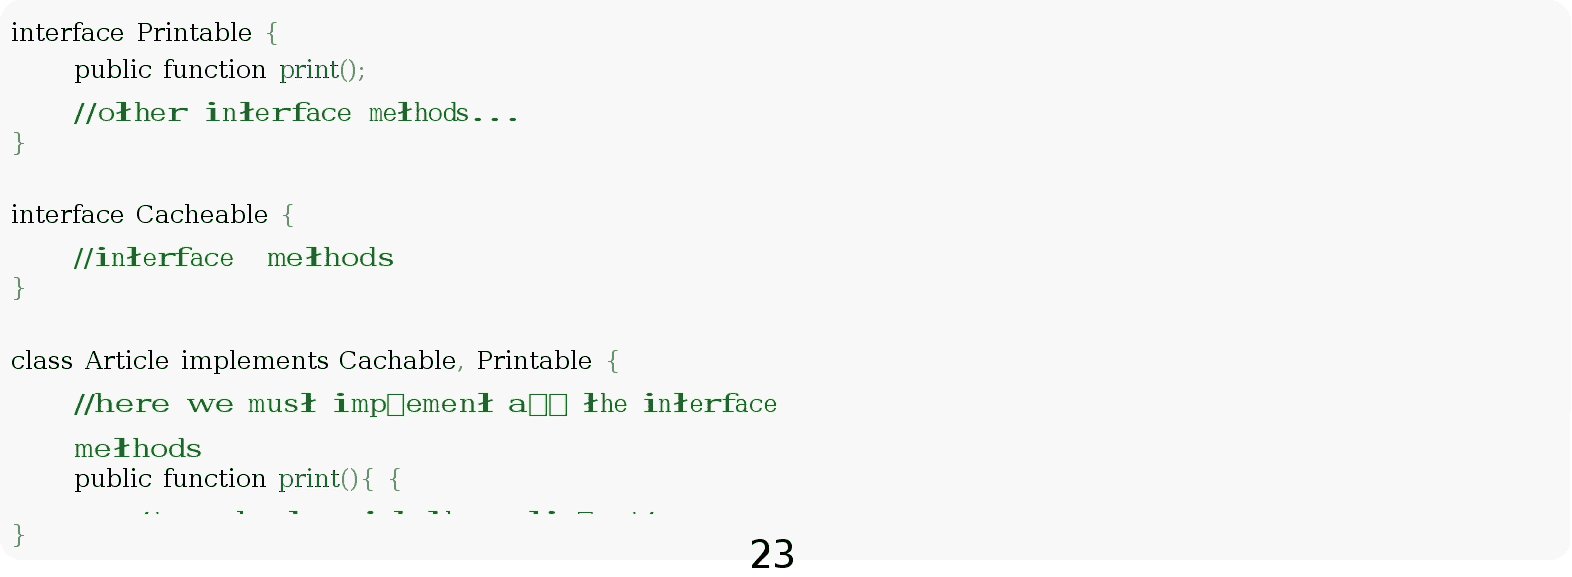 interface Printable {
public function print();
//other interface methods...
}
interface Cacheable {
//interface methods
}
class Article implements Cachable, Printable {
//here we must implement all the interface
methods
public function print(){ {
}
23